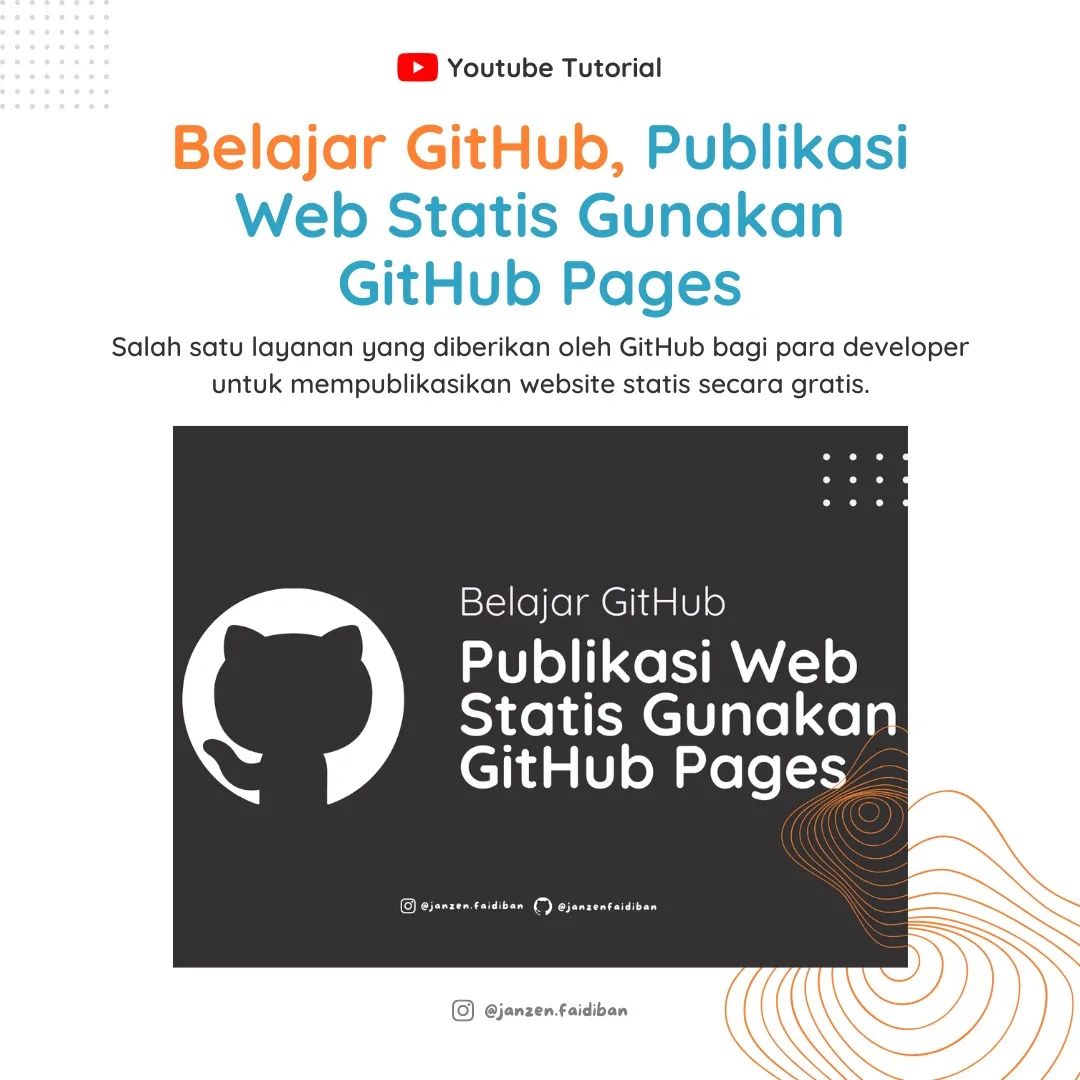 Youtube Tutorial
Belajar GitHub, Publikasi
Web Statis Gunakan
GitHub Pages
Salah satu layanan yang diberikan oleh GitHub bagi para developer
untuk mempublikasikan website statis secara gratis.
Belajar GitHub
Publikasi Web
Statis Gunakan
GitHub Pages
@janzen.faidiban @janzenfaidiban
@janzen.faidiban